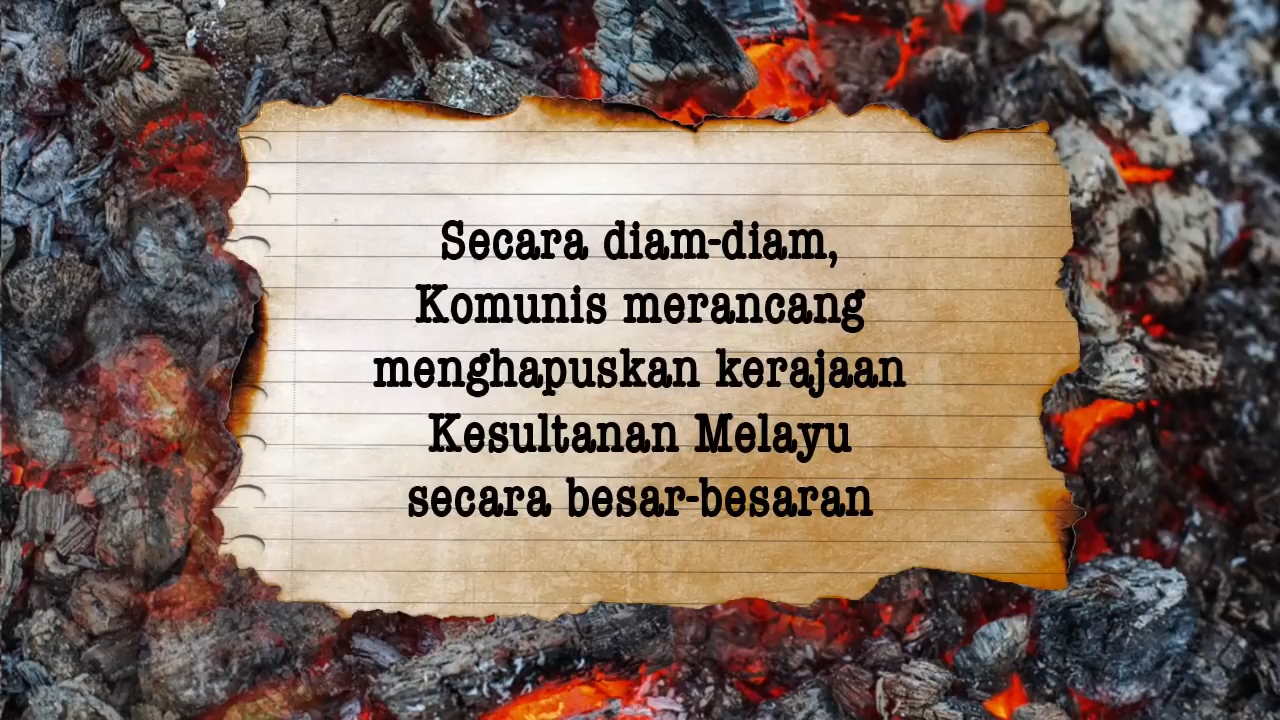 Secara diam-diam,
Komunis merancang
menghapuskan kerajaan
Kesultanan Melayu
secara besar-besaran